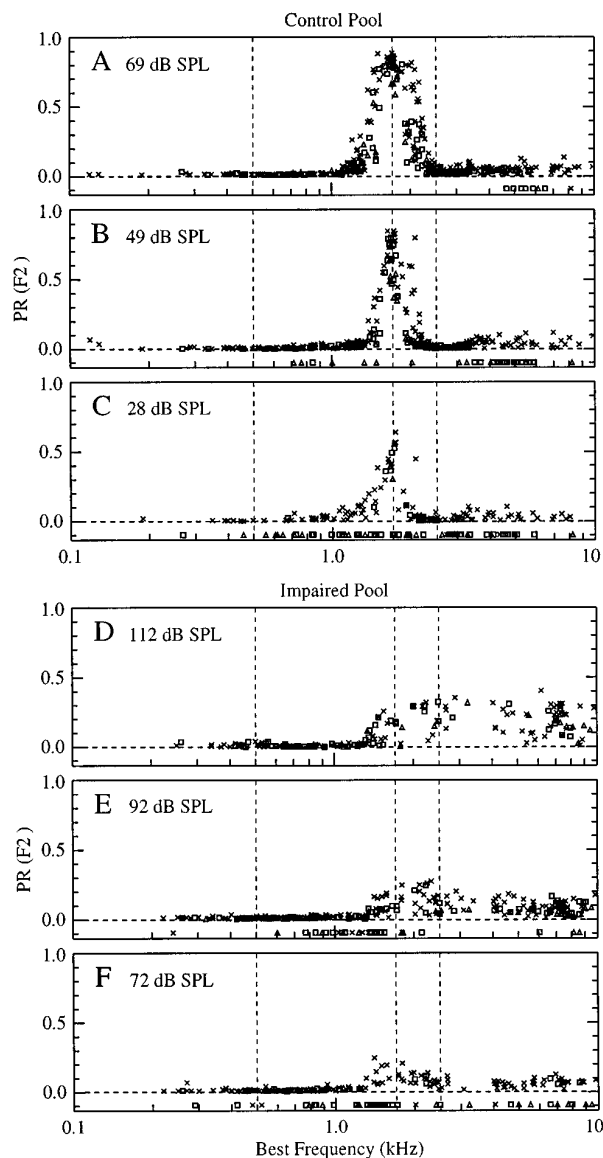 Control Pool
1.0
A 69 dB SPL
0.5
0.0
1.0
B 49 dB SPL
PR (F2)
0.5
0.0
1.0
C 28 dB SPL
0.5
0.0
0.1 1.0 10
Impaired Pool
1.0
D 112 dB SPL
0.5
0.0
1.0
E 92 dB SPL
PR (F2)
0.5
0.0
1.0
F 72 dB SPL
0.5
0.0
0.1 1.0 10
Best Frequency (kHz)